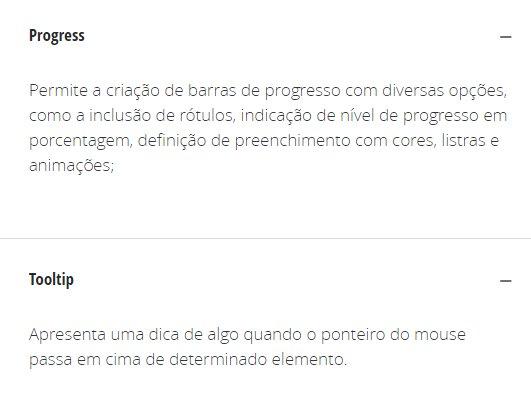 Progress
Permite a criação de barras de progresso com diversas opções,
como a inclusão de rótulos, indicação de nível de progresso em
porcentagem, definição de preenchimento com cores, listras e
animações;
Tooltip
Apresenta uma dica de algo quando o ponteiro do mouse
passa em cima de determinado elemento.